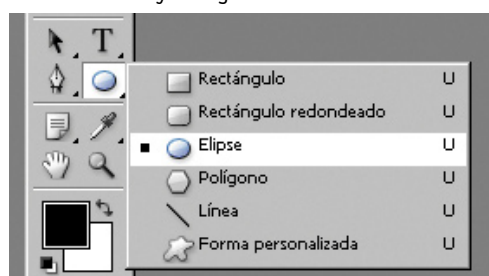 T
Rectángulo U
Rectángulo redondeado U
Elipse U
Polígono U
Línea U
Forma personalizada U